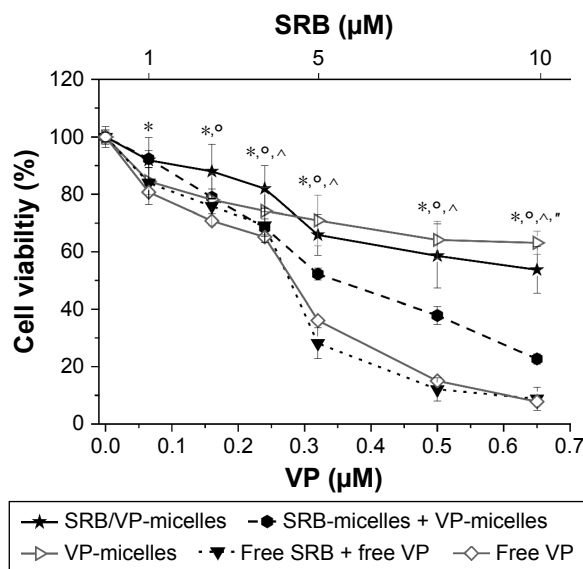 SRB (µM)
1 5 10
120
100
80
60
40
20
0
Cell viabiltiy (%)
*
*,o
*,o,^
*,o,^
*,o,^
*,o,^,"
0.0 0.1 0.2 0.3 0.4 0.5 0.6 0.7
VP (µM)
SRB/VP-micelles SRB-micelles + VP-micelles
VP-micelles Free SRB + free VP Free VP